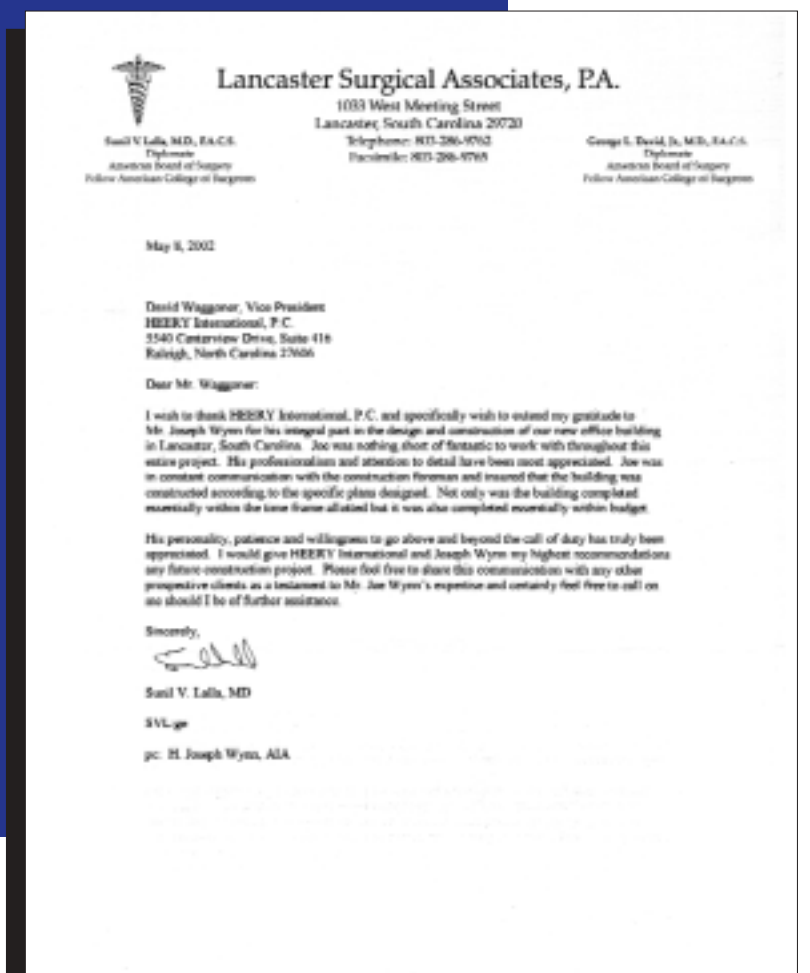 Lancaster Surgical Associates, P.A.
1033 West Meeting Street
Lancaster, South Carolina 29720
Telephone: 803-286-9762
Facsimile: 803-286-9765
Sunil V. Lalla, M.D., F.A.C.S.
Diplomate
American Board of Surgery
Fellow American College of Surgeons
George L. David, Jr., M.D., F.A.C.S.
Diplomate
American Board of Surgery
Fellow American College of Surgeons
May 8, 2002
David Waggoner, Vice President
HEERY International, P.C.
5540 Centerview Drive, Suite 416
Raleigh, North Carolina 27606
Dear Mr. Waggoner:
I wish to thank HEERY International, P.C. and specifically wish to extend my gratitude to
Mr. Joseph Wynn for his integral part in the design and construction of our new office building
in Lancaster, South Carolina. Joe was nothing short of fantastic to work with throughout this
entire project. His professionalism and attention to detail have been most appreciated. Joe was
in constant communication with the construction foreman and insured that the building was
constructed according to the specific plans designed. Not only was the building completed
essentially within the time frame allotted but it was also completed essentially within budget.
His personality, patience and willingness to go above and beyond the call of duty has truly been
appreciated. I would give HEERY International and Joseph Wynn my highest recommendations
any future construction project. Please feel free to share this communication with any other
prospective clients as a testament to Mr. Joe Wynn's expertise and certainly feel free to call on
me should I be of further assistance.
Sincerely,
Sunil V. Lalla, MD
SVL:ge
pc: H. Joseph Wynn, AIA